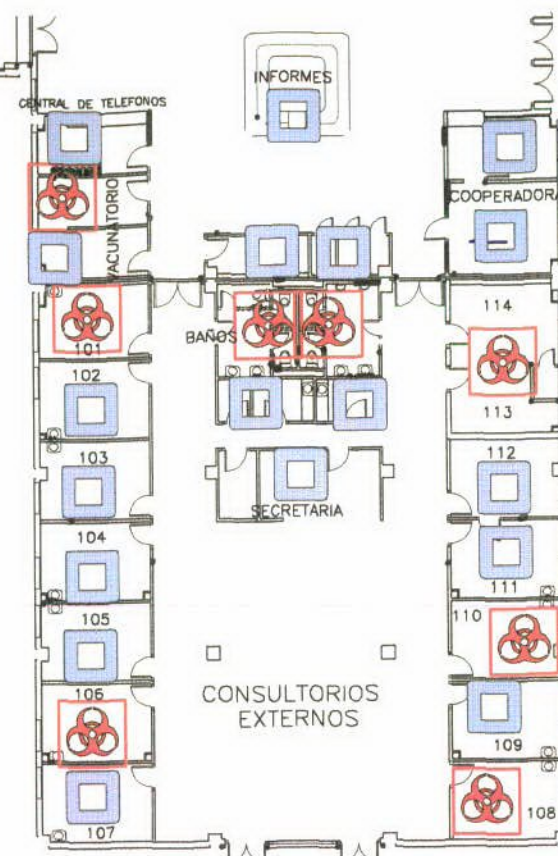 INFORMES
CENTRAL DE TELEFONOS
VACUNATORIO
COOPERADORA
BAÑOS
101
102
103
104
105
106
107
114
113
112
111
110
109
108
SECRETARIA
CONSULTORIOS
EXTERNOS